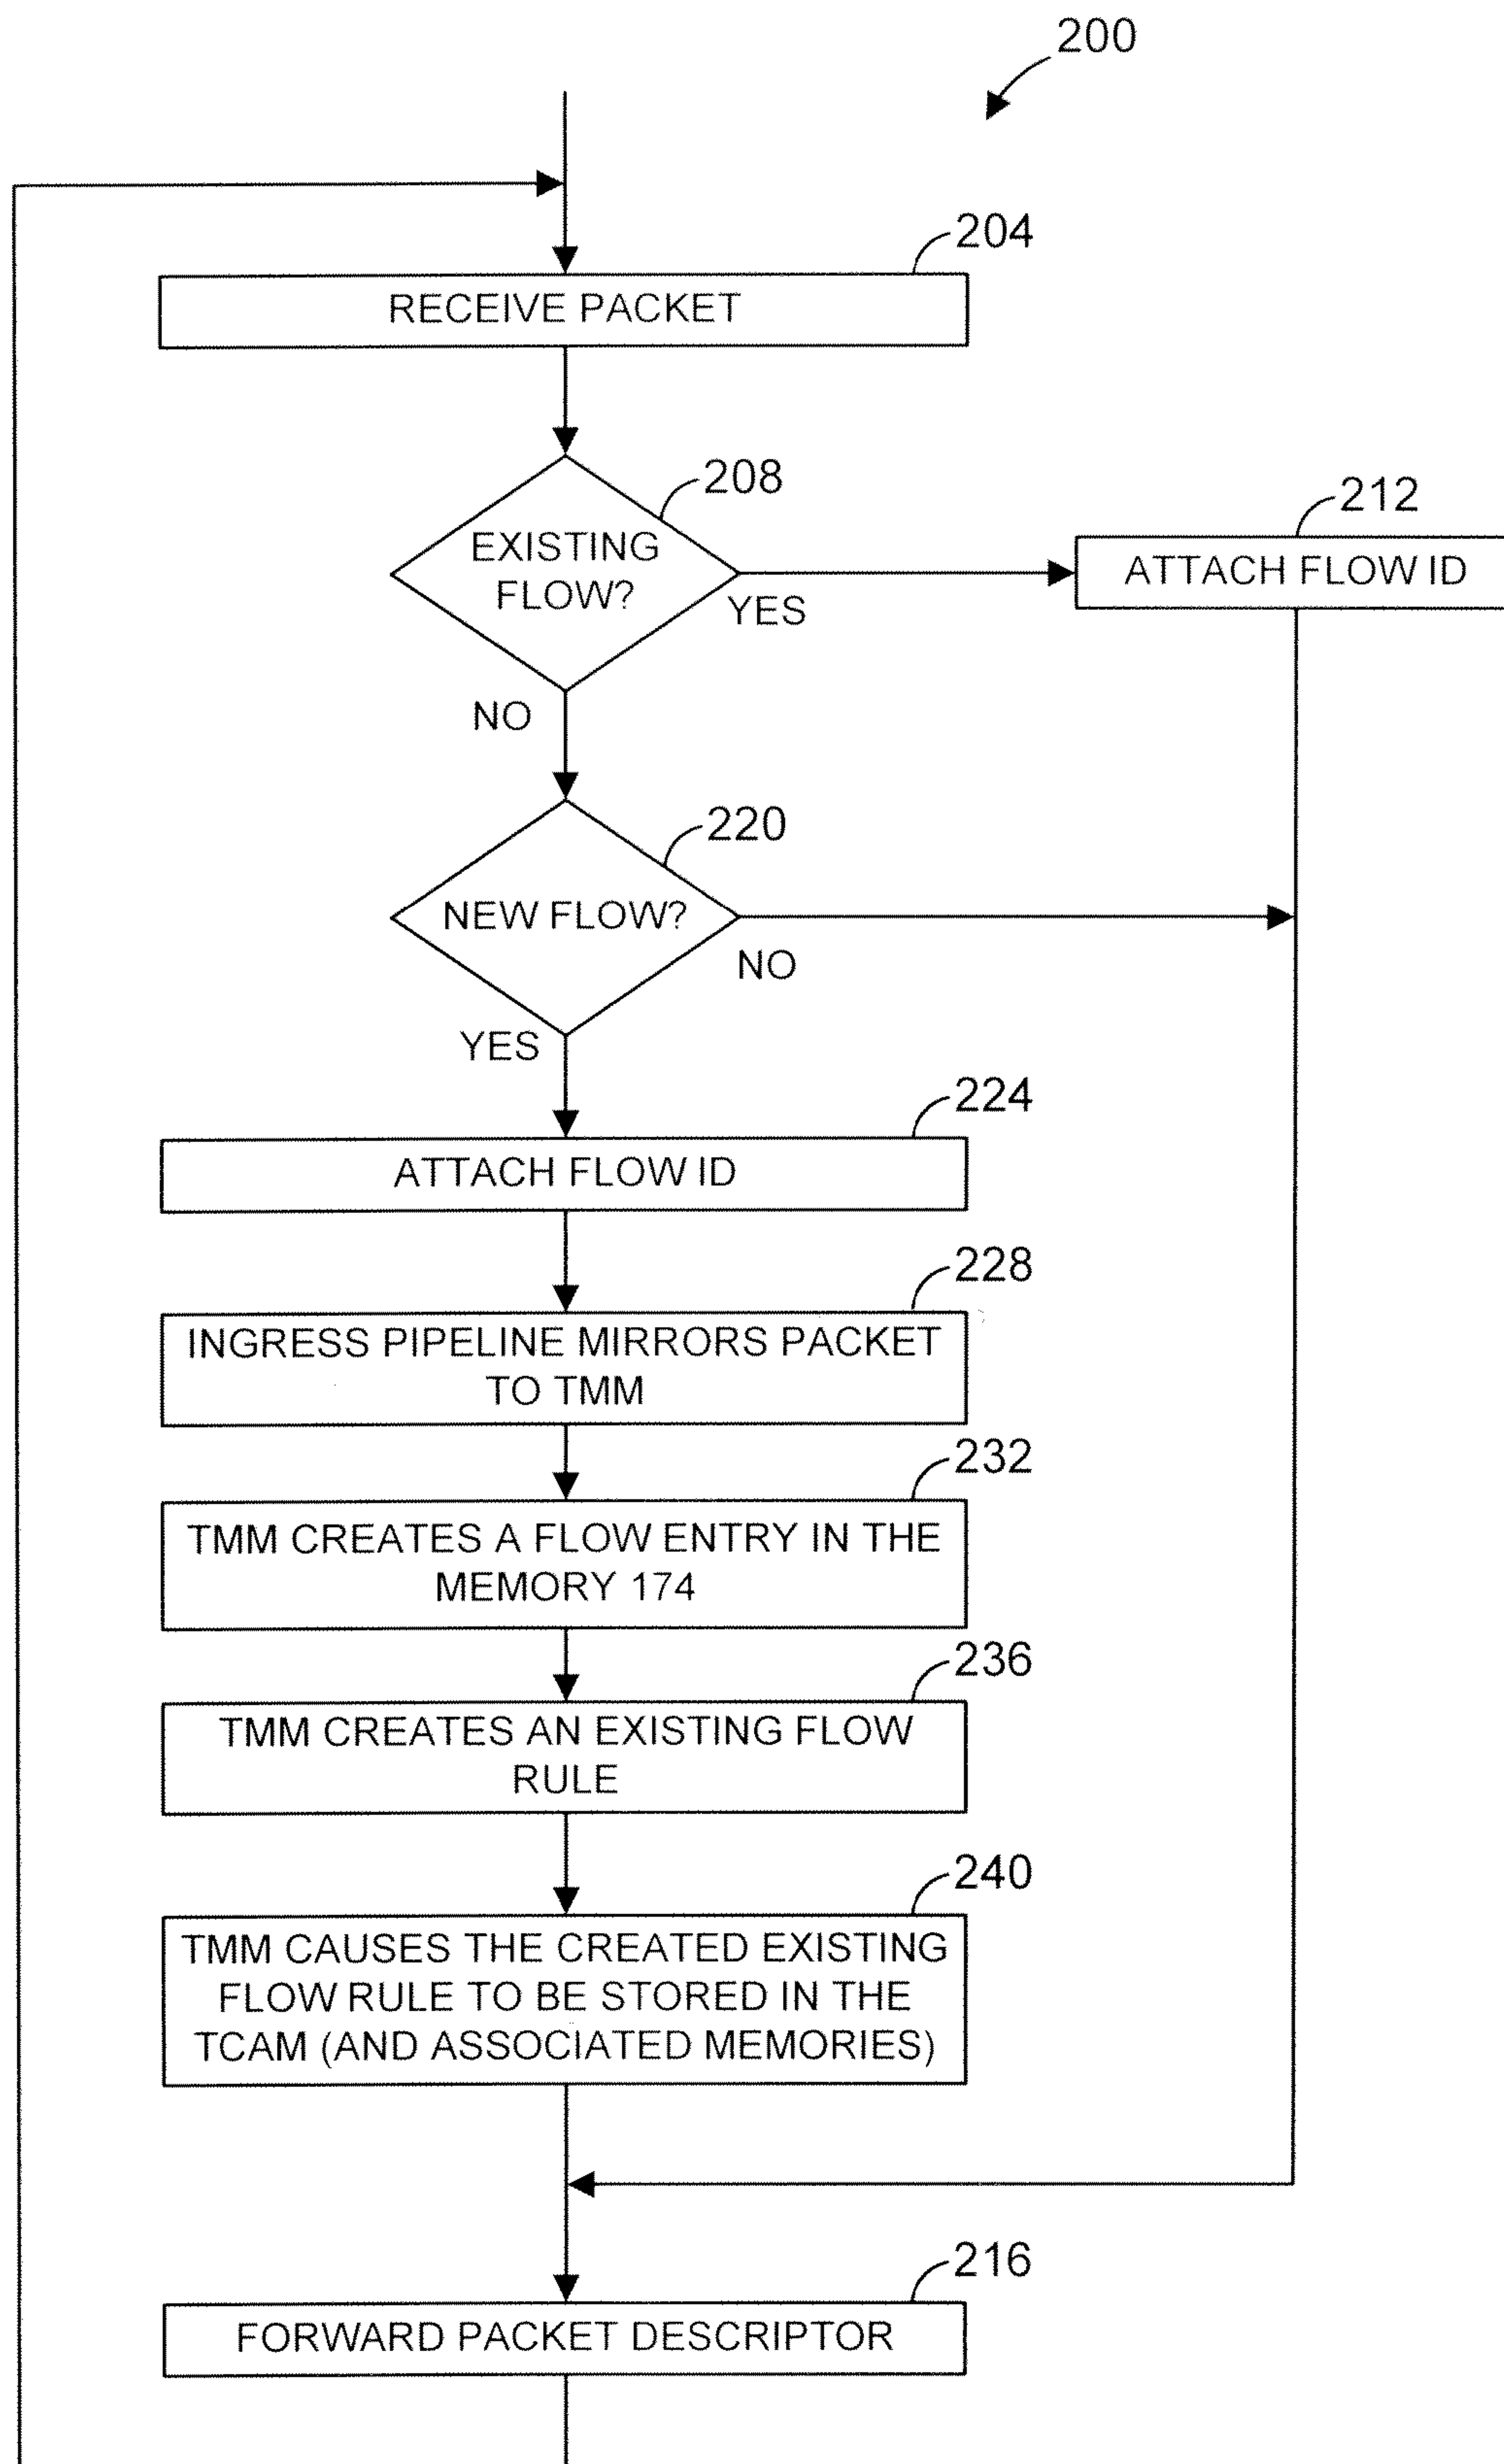 200
204
RECEIVE PACKET
208
EXISTING
FLOW?
YES
212
ATTACH FLOW ID
NO
220
NEW FLOW?
NO
YES
224
ATTACH FLOW ID
228
INGRESS PIPELINE MIRRORS PACKET
TO TMM
232
TMM CREATES A FLOW ENTRY IN THE
MEMORY 174
236
TMM CREATES AN EXISTING FLOW
RULE
240
TMM CAUSES THE CREATED EXISTING
FLOW RULE TO BE STORED IN THE
TCAM (AND ASSOCIATED MEMORIES)
216
FORWARD PACKET DESCRIPTOR